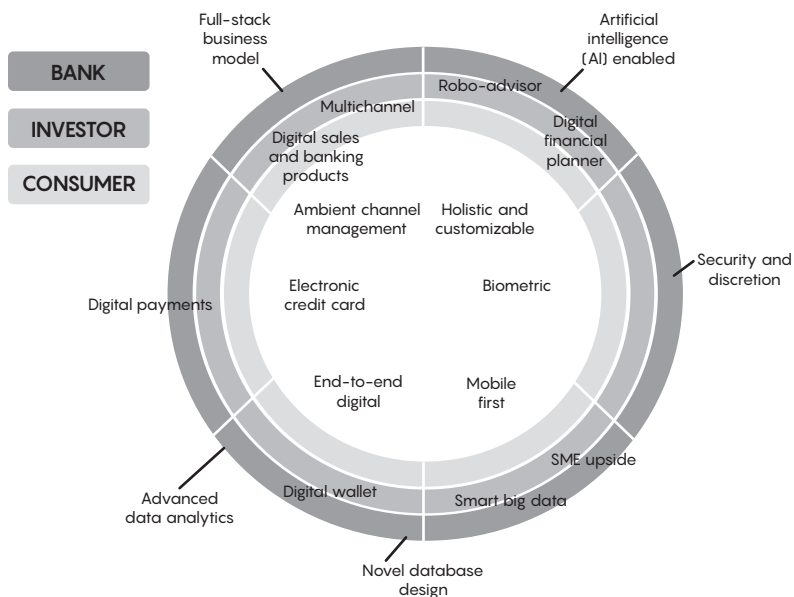 Full-stack
business
model
Artificial
intelligence
(AI) enabled
BANK
INVESTOR
CONSUMER
Robo-advisor
Multichannel
Digital
financial
planner
Digital sales
and banking
products
Ambient channel
management
Holistic and
customizable
Security and
discretion
Electronic
credit card
Biometric
Digital payments
End-to-end
digital
Mobile
first
SME upside
Digital wallet
Smart big data
Advanced
data analytics
Novel database
design